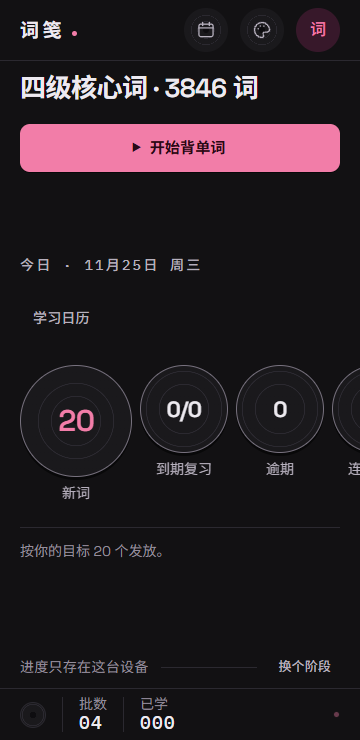 词笺
词
四级核心词 · 3846 词
开始背单词
今日 · 11月25日 周三
学习日历
20
0/0
0
新词
到期复习
逾期
连
按你的目标 20 个发放。
进度只存在这台设备
换个阶段
批数
04
已学
000